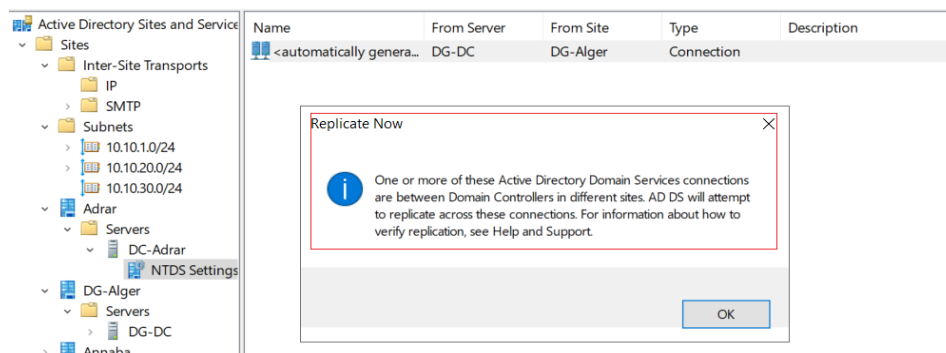 Active Directory Sites and Service
Sites
Inter-Site Transports
IP
SMTP
Subnets
10.10.1.0/24
10.10.20.0/24
10.10.30.0/24
Adrar
Servers
DC-Adrar
NTDS Settings
DG-Alger
Servers
DG-DC
Annaba
Name From Server From Site Type Description
<automatically genera... DG-DC DG-Alger Connection
Replicate Now
One or more of these Active Directory Domain Services connections
are between Domain Controllers in different sites. AD DS will attempt
to replicate across these connections. For information about how to
verify replication, see Help and Support.
OK